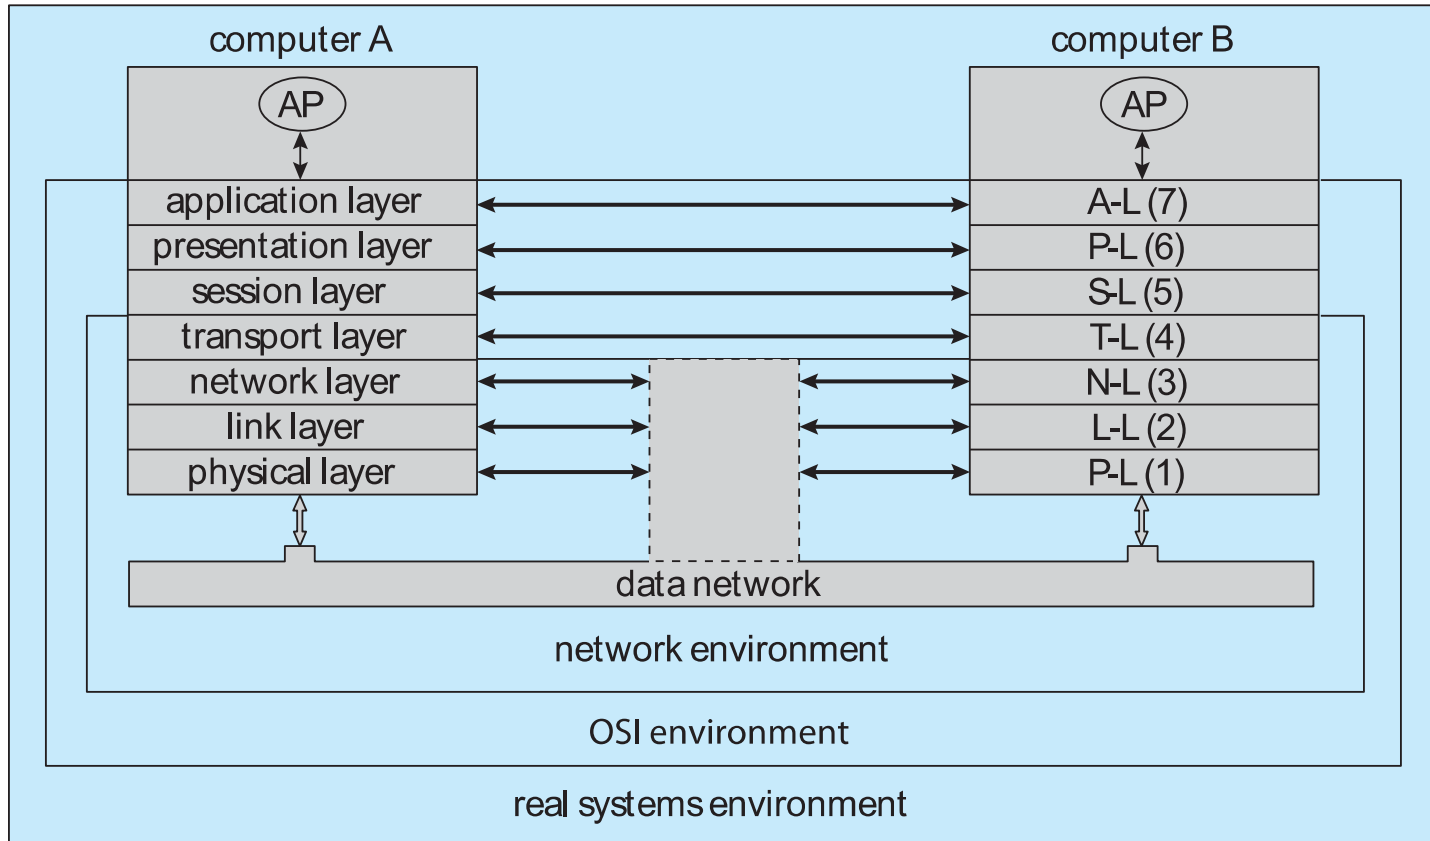 computer A
computer B
AP
AP
application layer
A-L (7)
presentation layer
P-L (6)
session layer
S-L (5)
transport layer
T-L (4)
network layer
N-L (3)
link layer
L-L (2)
physical layer
P-L (1)
data network
network environment
OSI environment
real systems environment